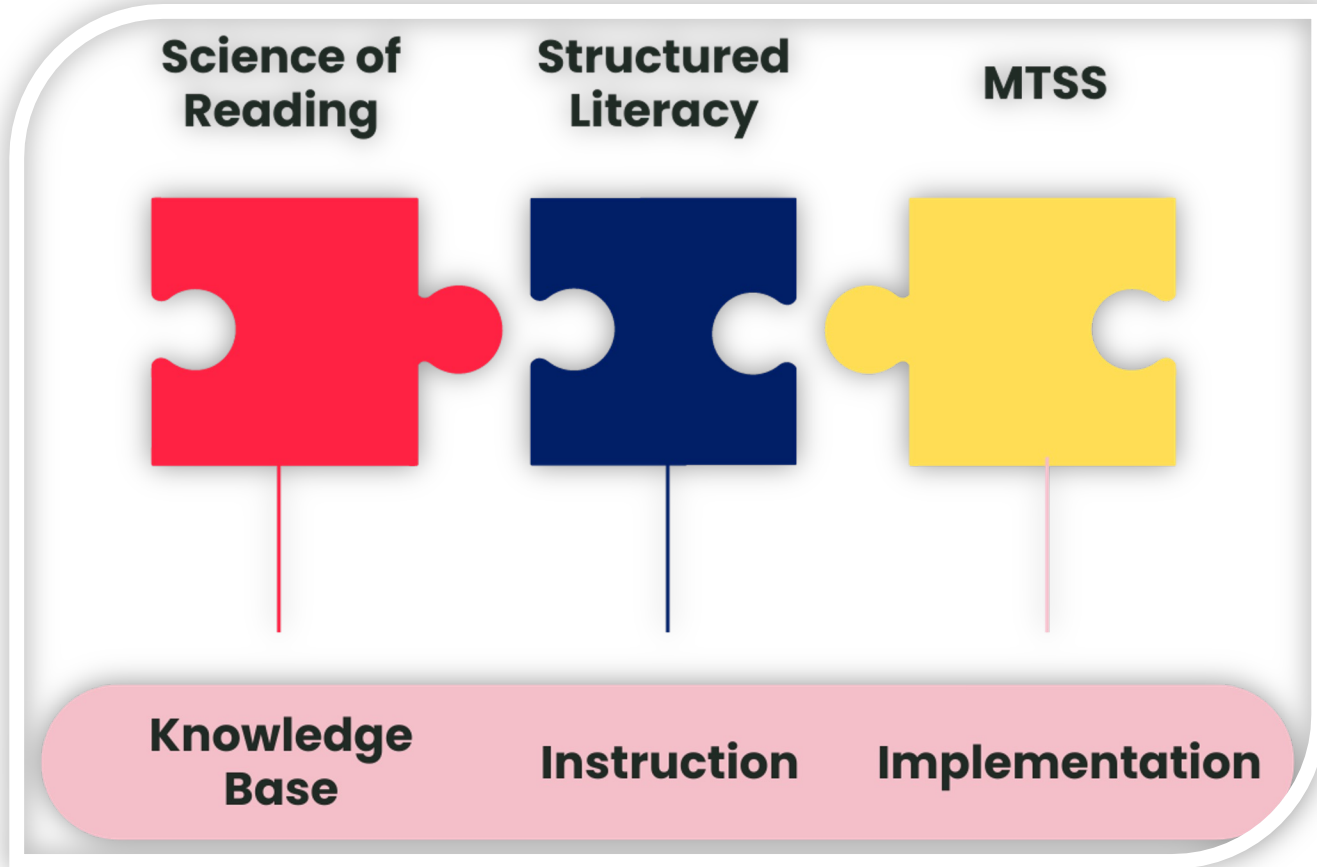 Science of
Reading
Structured
Literacy
MTSS
Knowledge
Base
Instruction
Implementation